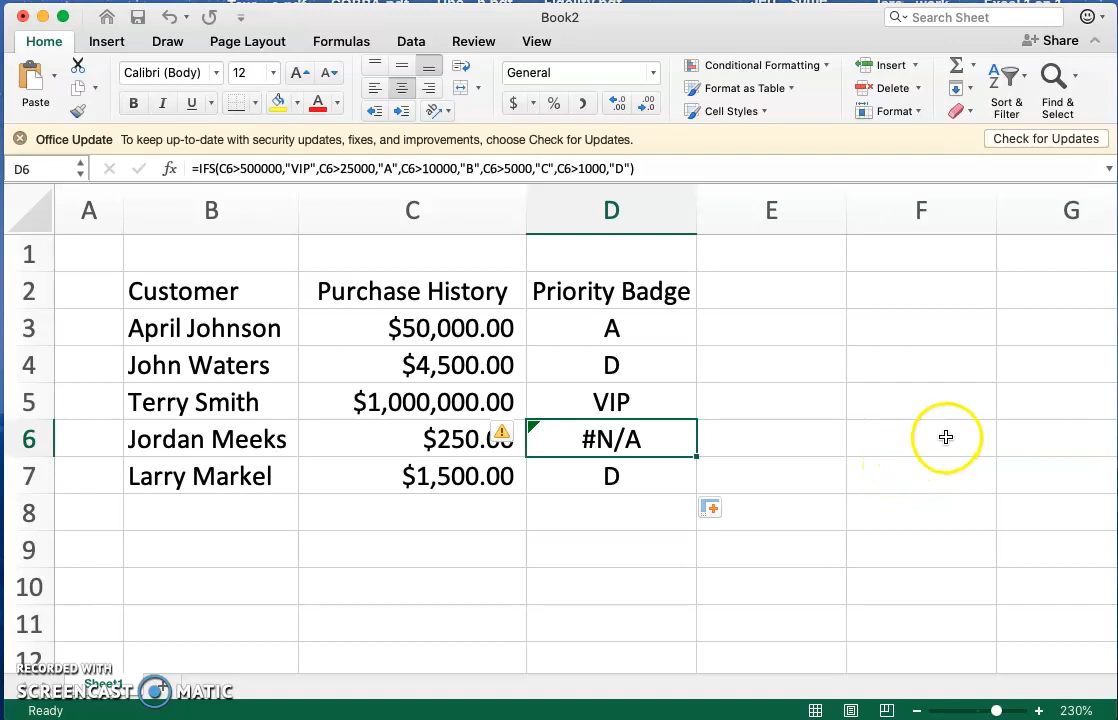 Book2
Search Sheet
Home Insert Draw Page Layout Formulas Data Review View Share
Paste
Calibri (Body) 12
B I U
General
$ %
Conditional Formatting
Format as Table
Cell Styles
Insert
Delete
Format
Sort & Filter
Find & Select
Office Update To keep up-to-date with security updates, fixes, and improvements, choose Check for Updates. Check for Updates
D6 fx =IFS(C6>500000,"VIP",C6>25000,"A",C6>10000,"B",C6>5000,"C",C6>1000,"D")
A B C D E F G
1
2 Customer Purchase History Priority Badge
3 April Johnson $50,000.00 A
4 John Waters $4,500.00 D
5 Terry Smith $1,000,000.00 VIP
6 Jordan Meeks $250. #N/A
7 Larry Markel $1,500.00 D
8
9
10
11
12
RECORDED WITH
Sheet1
SCREENCAST MATIC
Ready 230%